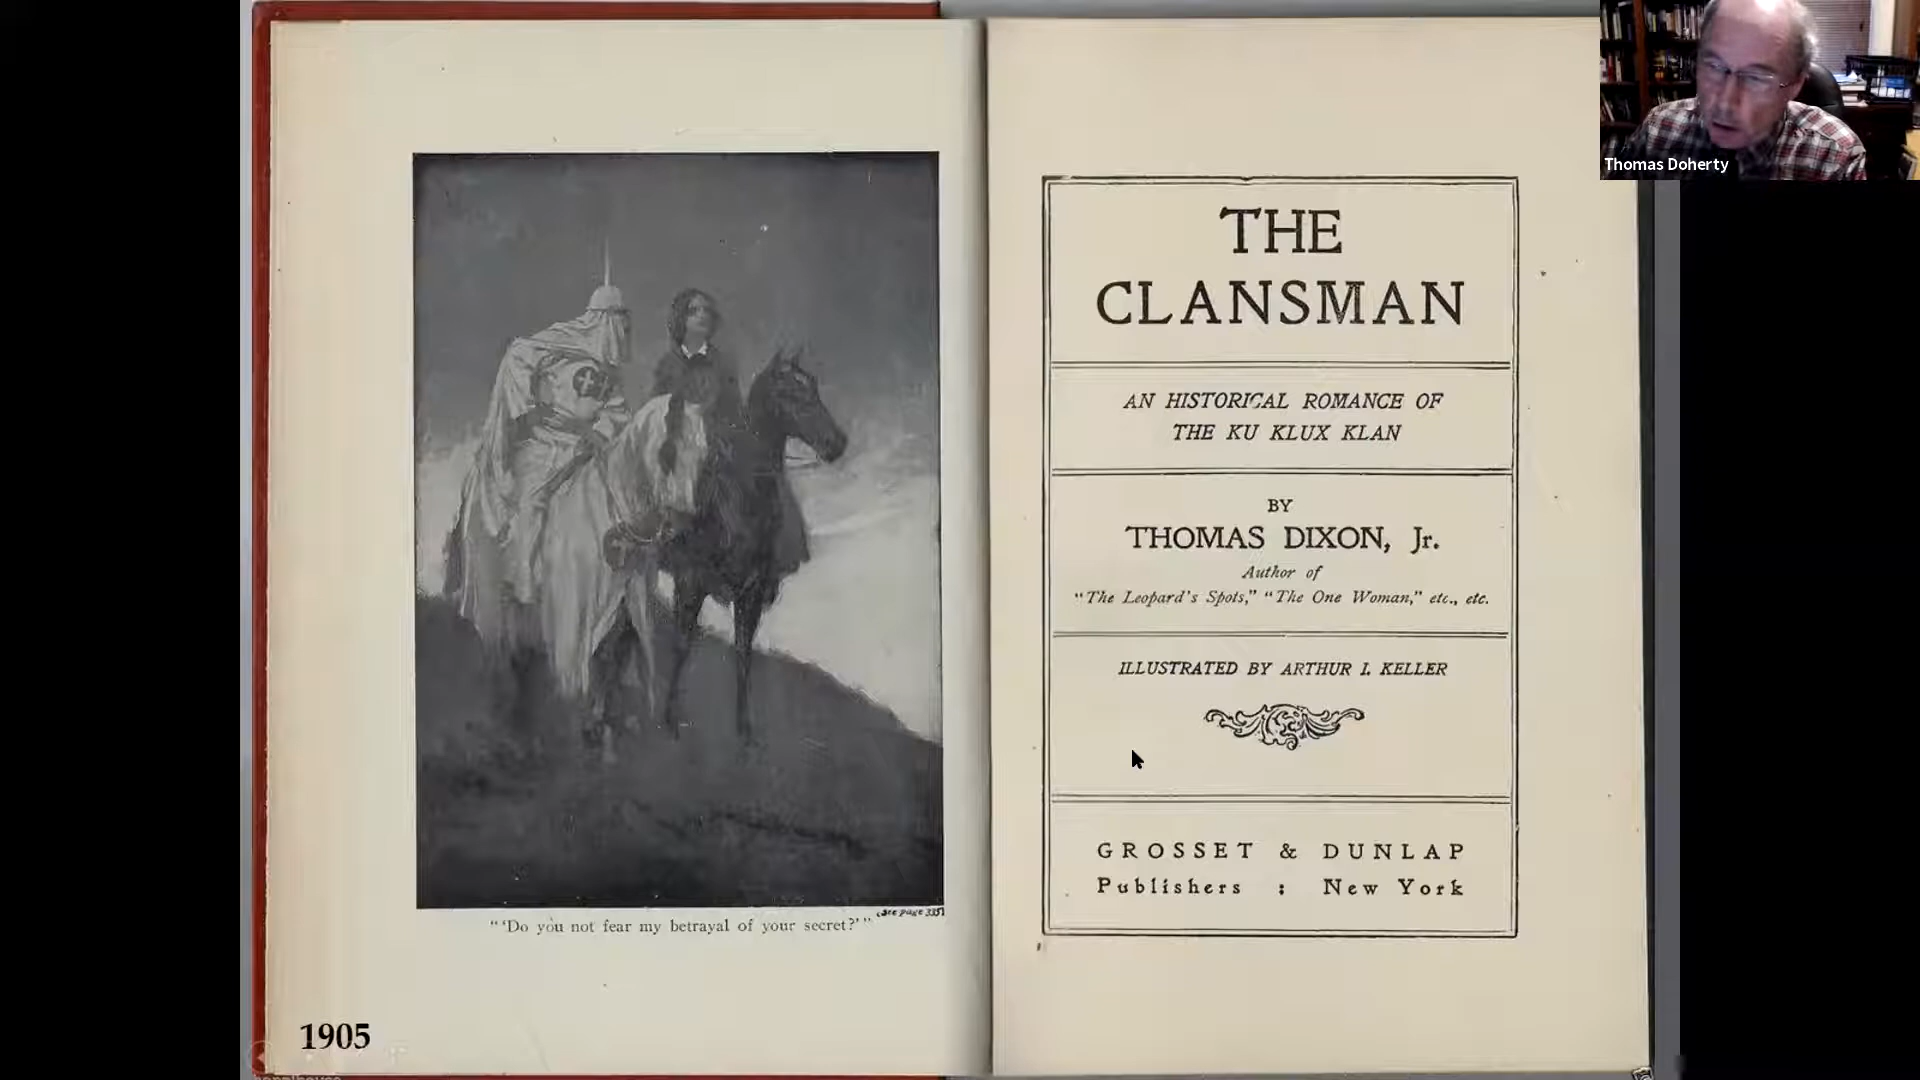 Thomas Doherty
(See page 335)
"'Do you not fear my betrayal of your secret?'"
1905
THE
CLANSMAN
AN HISTORICAL ROMANCE OF
THE KU KLUX KLAN
BY
THOMAS DIXON, Jr.
Author of
"The Leopard's Spots," "The One Woman," etc., etc.
ILLUSTRATED BY ARTHUR I. KELLER
GROSSET & DUNLAP
Publishers : New York